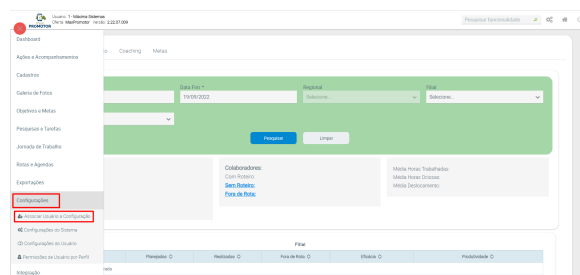 Usuário: 1- Máxima Sistemas
Oferta: MaxPromotor Versão: 2.22.07.009
PROMOTOR
Pesquisar funcionalidade
Dashboard
Coaching Metas
Ações e Acompanhamentos
Cadastros
Galeria de Fotos
Data Fim *
Regional
Filial
19/09/2022
Selecione...
Selecione...
Objetivos e Metas
Pesquisas e Tarefas
Pesquisar
Limpar
Jornada de Trabalho
Rotas e Agendas
Colaboradores:
Com Roteiro:
Sem Roteiro:
Fora de Rota:
Média Horas Trabalhadas:
Média Horas Ociosas:
Média Deslocamento:
Exportações
Configurações
Associar Usuário a Configuração
Configurações do Sistema
Configurações do Usuário
Permissões de Usuário por Perfil
Integração
Filial
Planejadas
Realizadas
Fora de Rota
Eficácia
Produtividade